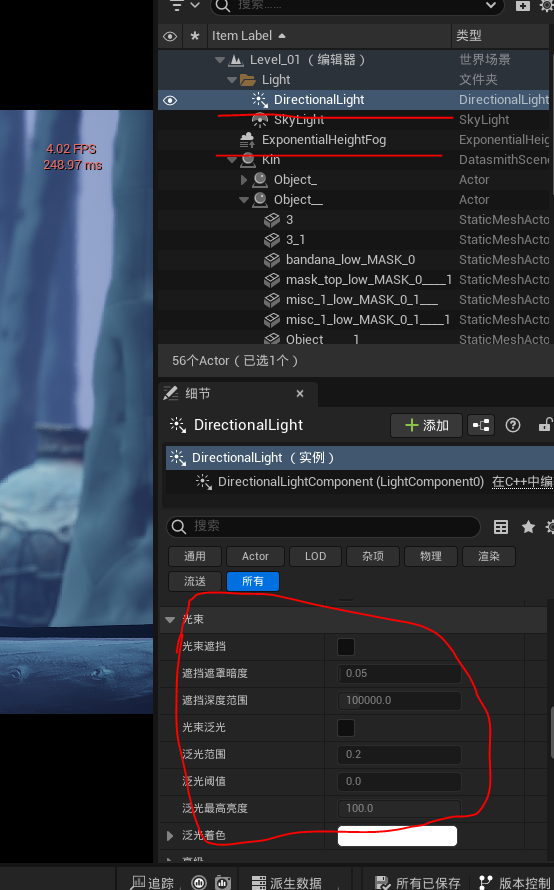 搜索......
Item Label 类型
Level_01 （编辑器） 世界场景
Light 文件夹
DirectionalLight DirectionalLight
SkyLight SkyLight
ExponentialHeightFog ExponentialHeig
Kin DatasmithScene
Object_ Actor
Object__ Actor
3 StaticMeshActo
3_1 StaticMeshActo
bandana_low_MASK_0 StaticMeshActo
mask_top_low_MASK_0____1 StaticMeshActo
misc_1_low_MASK_0_1___ StaticMeshActo
misc_1_low_MASK_0_1____1 StaticMeshActo
Object____1 StaticMeshActo
4.02 FPS
248.97 ms
56个Actor（已选1个）
细节
DirectionalLight 添加
DirectionalLight （实例）
DirectionalLightComponent (LightComponent0) 在C++中编
搜索
通用 Actor LOD 杂项 物理 渲染
流送 所有
光束
光束遮挡
遮挡遮罩暗度 0.05
遮挡深度范围 100000.0
光束泛光
泛光范围 0.2
泛光阈值 0.0
泛光最高亮度 100.0
泛光着色
高级
追踪 派生数据 所有已保存 版本控制